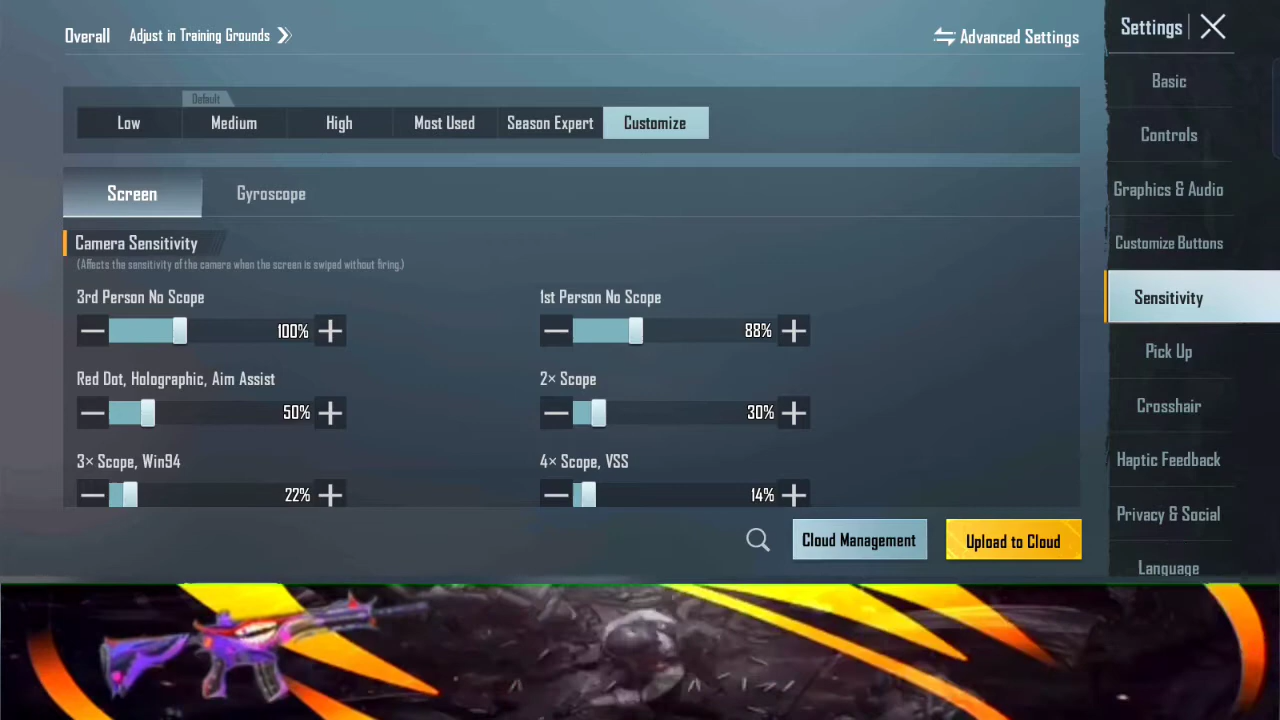 Overall
Adjust in Training Grounds
Advanced Settings
Settings
Default
Low
Medium
High
Most Used
Season Expert
Customize
Screen
Gyroscope
Camera Sensitivity
(Affects the sensitivity of the camera when the screen is swiped without firing.)
3rd Person No Scope
1st Person No Scope
100%
88%
Red Dot, Holographic, Aim Assist
2× Scope
50%
30%
3× Scope, Win94
4× Scope, VSS
22%
14%
Cloud Management
Upload to Cloud
Basic
Controls
Graphics & Audio
Customize Buttons
Sensitivity
Pick Up
Crosshair
Haptic Feedback
Privacy & Social
Language